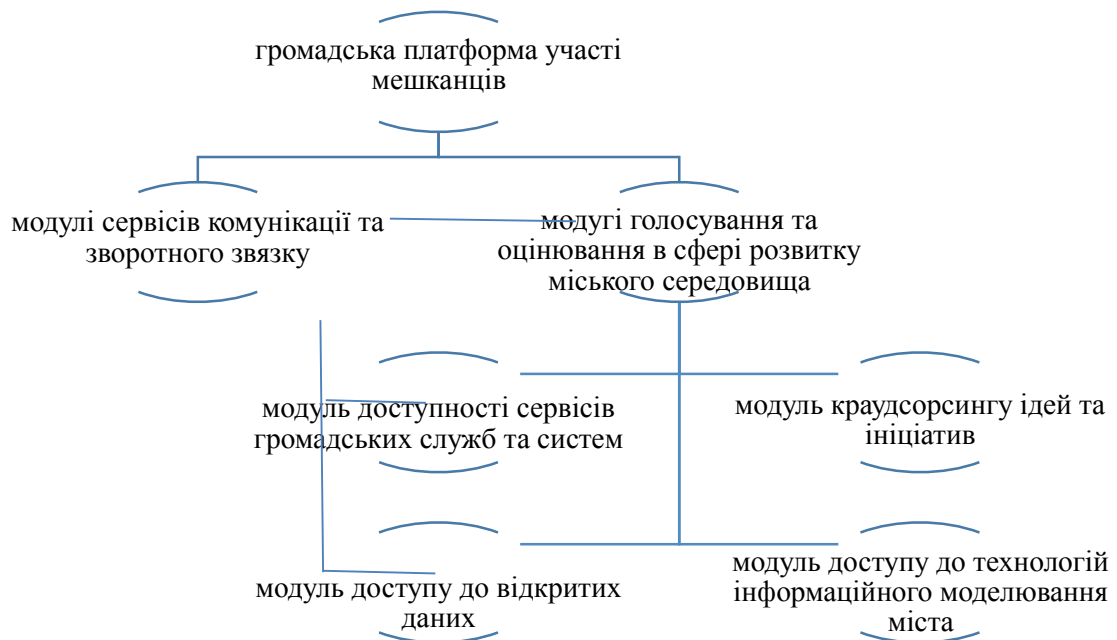 громадська платформа участі
мешканців
модулі сервісів комунікації та
зворотного звязку
модугі голосування та
оцінювання в сфері розвитку
міського середовища
модуль доступності сервісів
громадських служб та систем
модуль краудсорсингу ідей та
ініціатив
модуль доступу до відкритих
даних
модуль доступу до технологій
інформаційного моделювання
міста